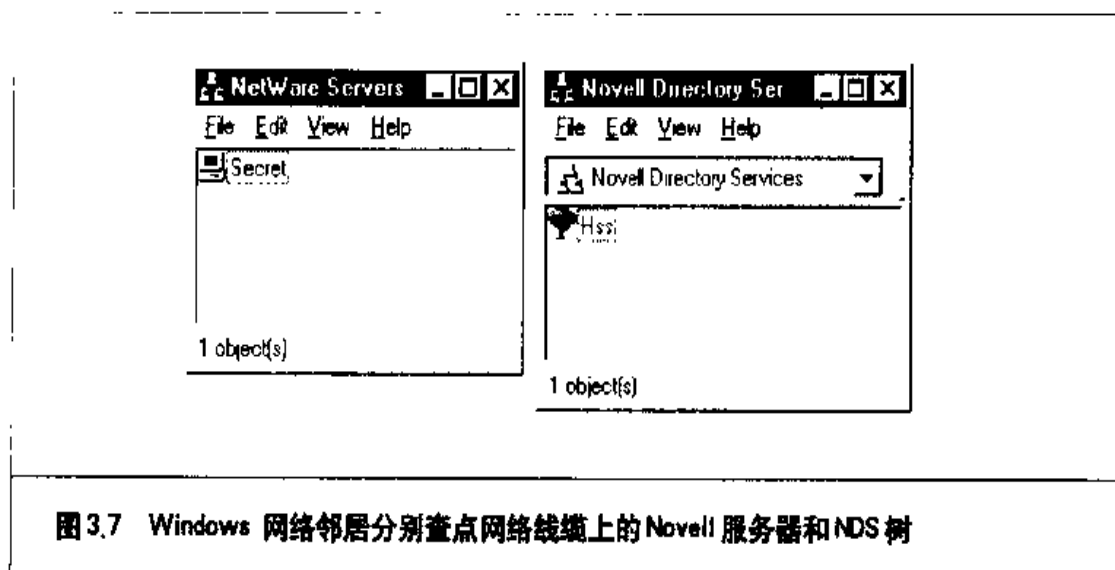 NetWare Servers
File Edit View Help
Secret
1 object(s)
Novell Directory Ser
File Edit View Help
Novell Directory Services
Hssi
1 object(s)
图3.7 Windows 网络邻居分别查点网络线缆上的Novell 服务器和NDS 树